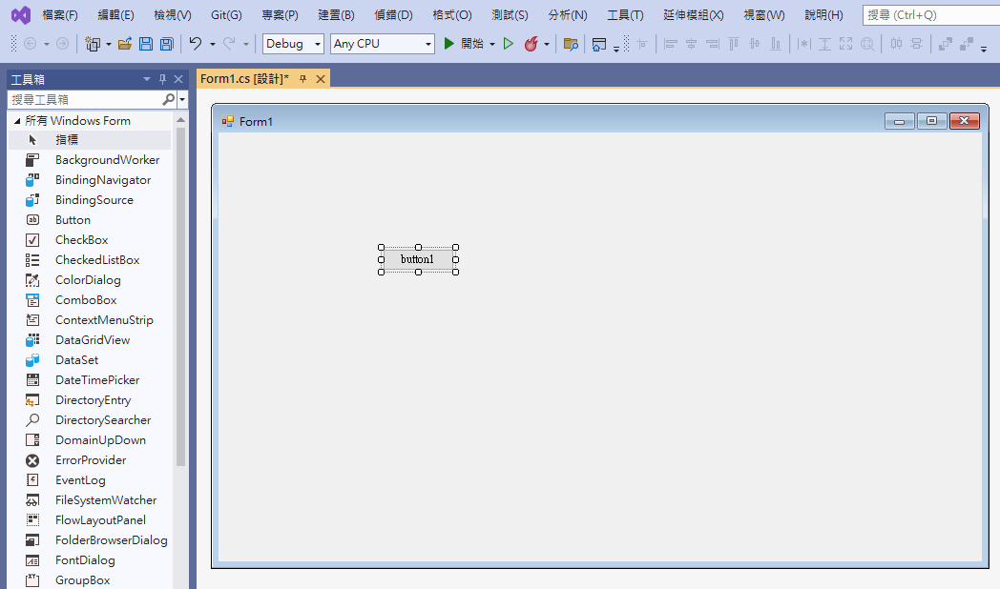 檔案(F) 編輯(E) 檢視(V) Git(G) 專案(P) 建置(B) 偵錯(D) 格式(O) 測試(S) 分析(N) 工具(T) 延伸模組(X) 視窗(W) 說明(H) 搜尋 (Ctrl+Q)
Debug Any CPU 開始
工具箱
Form1.cs [設計]*
搜尋工具箱
所有 Windows Form
指標
BackgroundWorker
BindingNavigator
BindingSource
Button
CheckBox
CheckedListBox
ColorDialog
ComboBox
ContextMenuStrip
DataGridView
DataSet
DateTimePicker
DirectoryEntry
DirectorySearcher
DomainUpDown
ErrorProvider
EventLog
FileSystemWatcher
FlowLayoutPanel
FolderBrowserDialog
FontDialog
GroupBox
Form1
button1